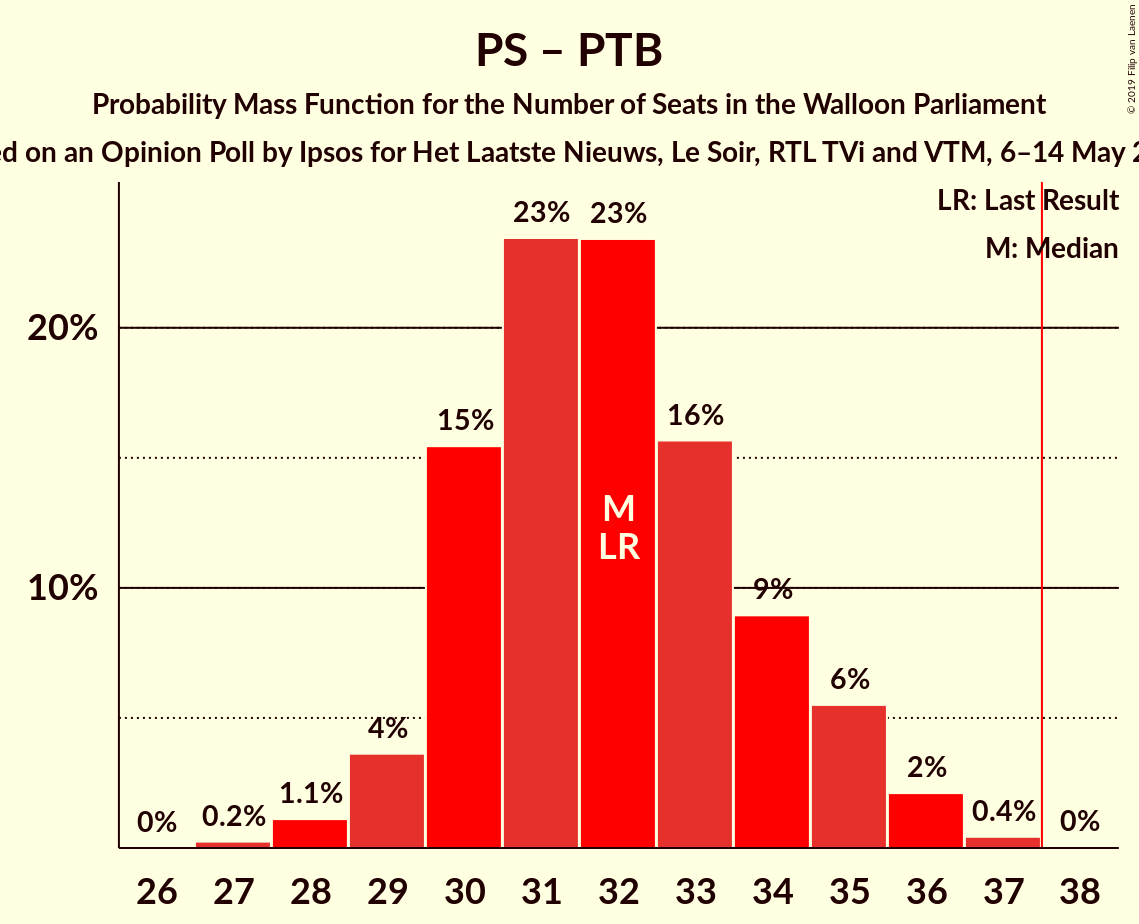 PS – PTB
Probability Mass Function for the Number of Seats in the Walloon Parliament
on an Opinion Poll by Ipsos for Het Laatste Nieuws, Le Soir, RTL TVi and VTM, 6–14 May
© 2019 Filip van Laenen
LR: Last Result
M: Median
23% 23%
20%
15% 16%
M
LR
10%
9%
6%
4%
2%
1.1%
0% 0.2% 0.4% 0%
26 27 28 29 30 31 32 33 34 35 36 37 38